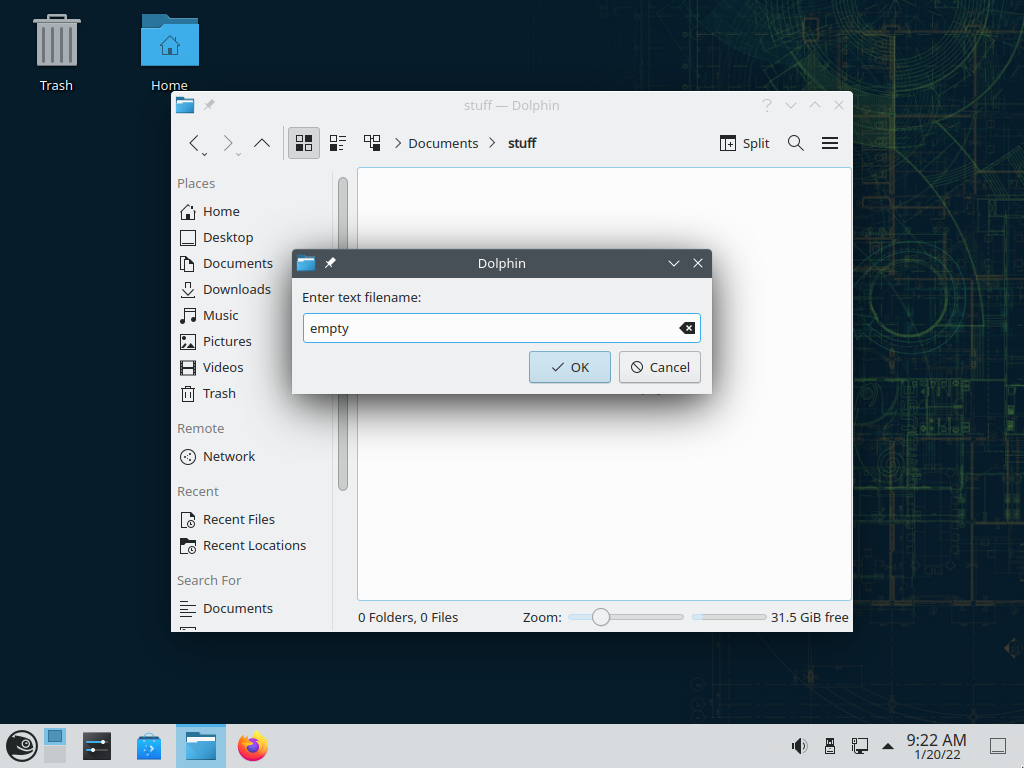 Trash
Home
stuff — Dolphin
Documents
stuff
Split
Places
Home
Desktop
Documents
Downloads
Music
Pictures
Videos
Trash
Remote
Network
Recent
Recent Files
Recent Locations
Search For
Documents
Dolphin
Enter text filename:
empty
OK
Cancel
0 Folders, 0 Files
Zoom:
31.5 GiB free
9:22 AM
1/20/22